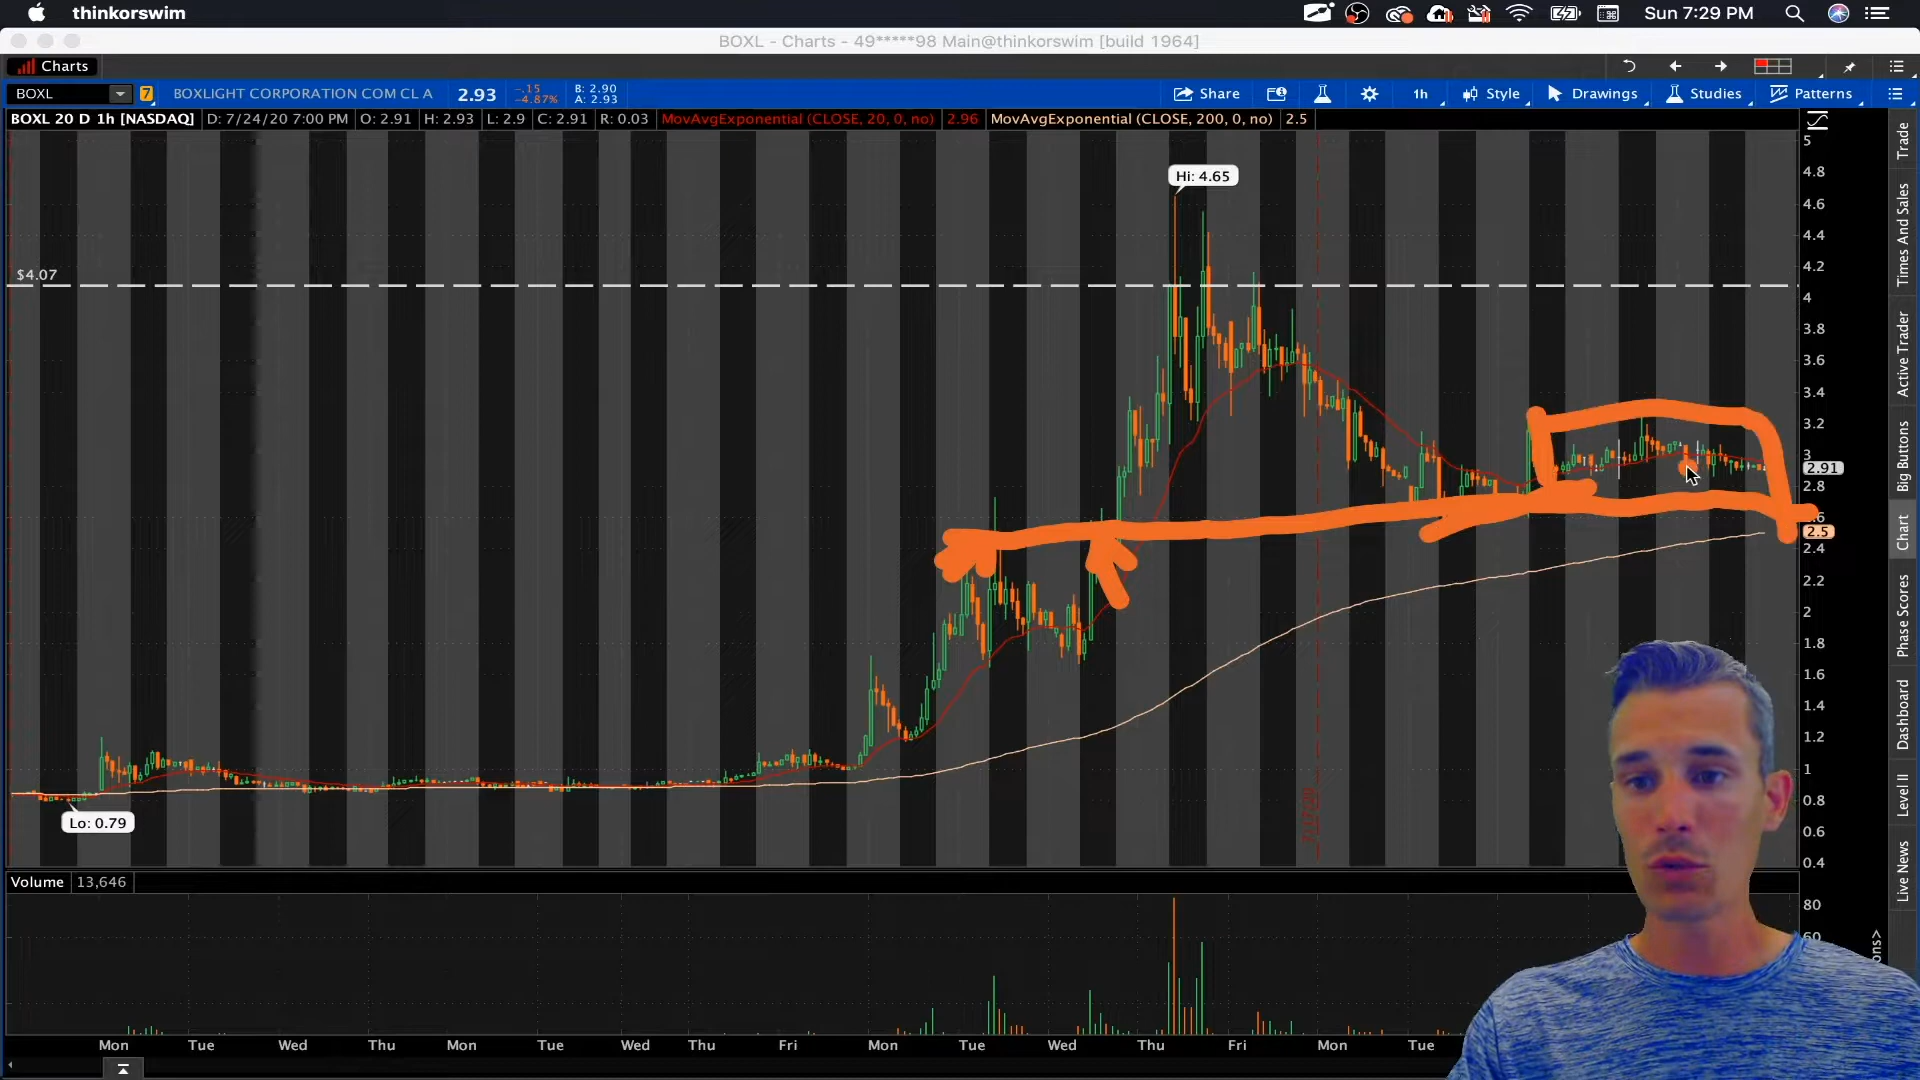 thinkorswim
Sun 7:29 PM
BOXL - Charts - 49*****98 Main@thinkorswim [build 1964]
Charts
BOXL
7
BOXLIGHT CORPORATION COM CL A
2.93
-.15
-4.87%
B: 2.90
A: 2.93
Share
1h
Style
Drawings
Studies
Patterns
BOXL 20 D 1h [NASDAQ]
D: 7/24/20 7:00 PM
O: 2.91
H: 2.93
L: 2.9
C: 2.91
R: 0.03
MovAvgExponential (CLOSE, 20, 0, no)
2.96
MovAvgExponential (CLOSE, 200, 0, no)
2.5
Hi: 4.65
$4.07
Lo: 0.79
5
4.8
4.6
4.4
4.2
4
3.8
3.6
3.4
3.2
3
2.91
2.8
2.5
2.4
2.2
2
1.8
1.6
1.4
1.2
1
0.8
0.6
0.4
Trade
Times And Sales
Active Trader
Big Buttons
Chart
Phase Scores
Dashboard
Level II
Live News
Volume
13,646
80
60
Mon
Tue
Wed
Thu
Mon
Tue
Wed
Thu
Fri
Mon
Tue
Wed
Thu
Fri
Mon
Tue